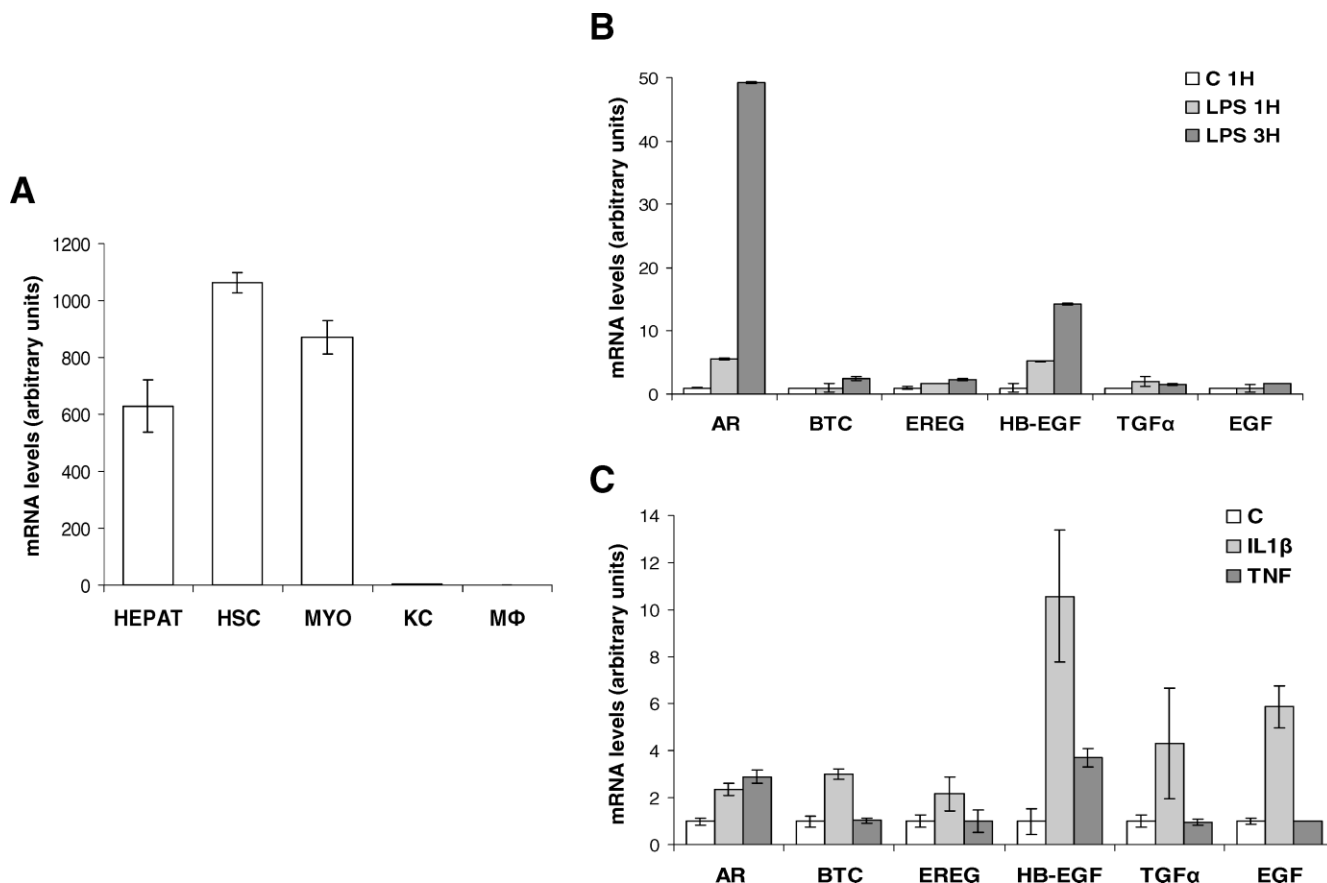 A
mRNA levels (arbitrary units)
1200
1000
800
600
400
200
0
HEPAT HSC MYO KC MΦ
B
mRNA levels (arbitrary units)
50
40
30
20
10
0
C 1H
LPS 1H
LPS 3H
AR BTC EREG HB-EGF TGFα EGF
C
mRNA levels (arbitrary units)
14
12
10
8
6
4
2
0
C
IL1β
TNF
AR BTC EREG HB-EGF TGFα EGF